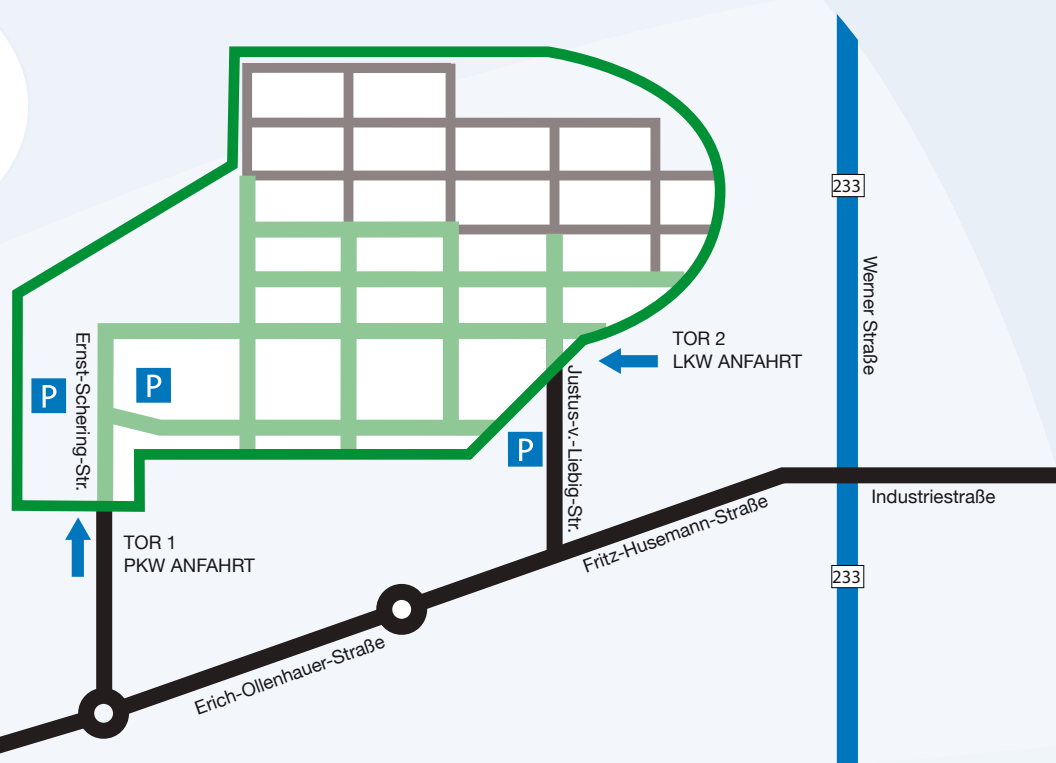 233
Werner Straße
TOR 2
LKW ANFAHRT
Ernst-Schering-Str.
P
P
Justus-v.-Liebig-Str.
P
Industriestraße
Fritz-Husemann-Straße
TOR 1
PKW ANFAHRT
233
Erich-Ollenhauer-Straße